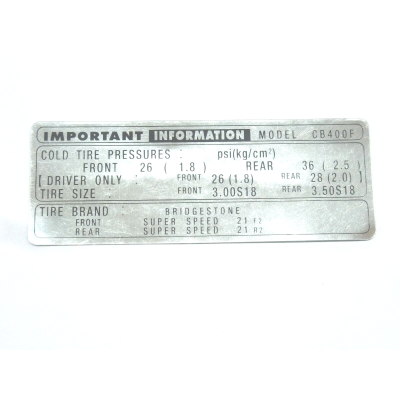 IMPORTANT INFORMATION MODEL CB400F
COLD TIRE PRESSURES : psi(kg/cm²)
FRONT 26 ( 1.8 ) REAR 36 ( 2.5 )
[ DRIVER ONLY : FRONT 26 (1.8) REAR 28 (2.0) ]
TIRE SIZE : FRONT 3.00S18 REAR 3.50S18
TIRE BRAND : BRIDGESTONE
FRONT SUPER SPEED 21 F2
REAR SUPER SPEED 21 R2